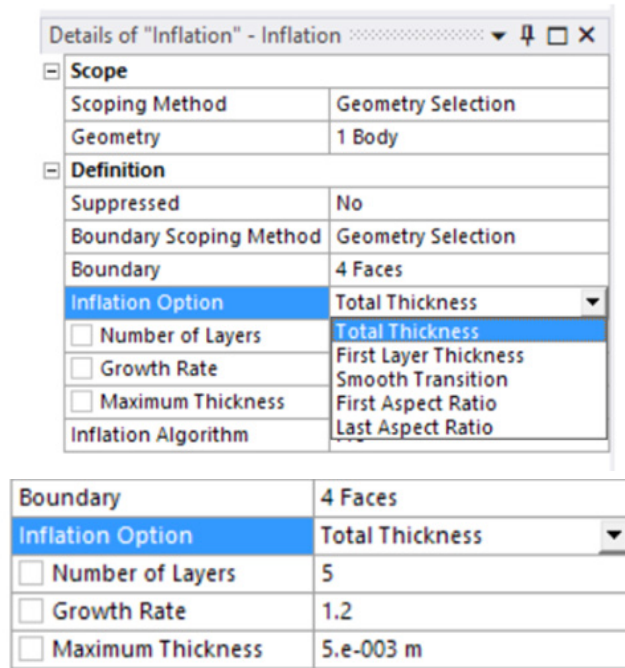 Details of "Inflation" - Inflation
Scope
Scoping Method Geometry Selection
Geometry 1 Body
Definition
Suppressed No
Boundary Scoping Method Geometry Selection
Boundary 4 Faces
Inflation Option Total Thickness
Number of Layers Total Thickness
Growth Rate First Layer Thickness
Smooth Transition
Maximum Thickness First Aspect Ratio
Inflation Algorithm Last Aspect Ratio
Boundary 4 Faces
Inflation Option Total Thickness
Number of Layers 5
Growth Rate 1.2
Maximum Thickness 5.e-003 m